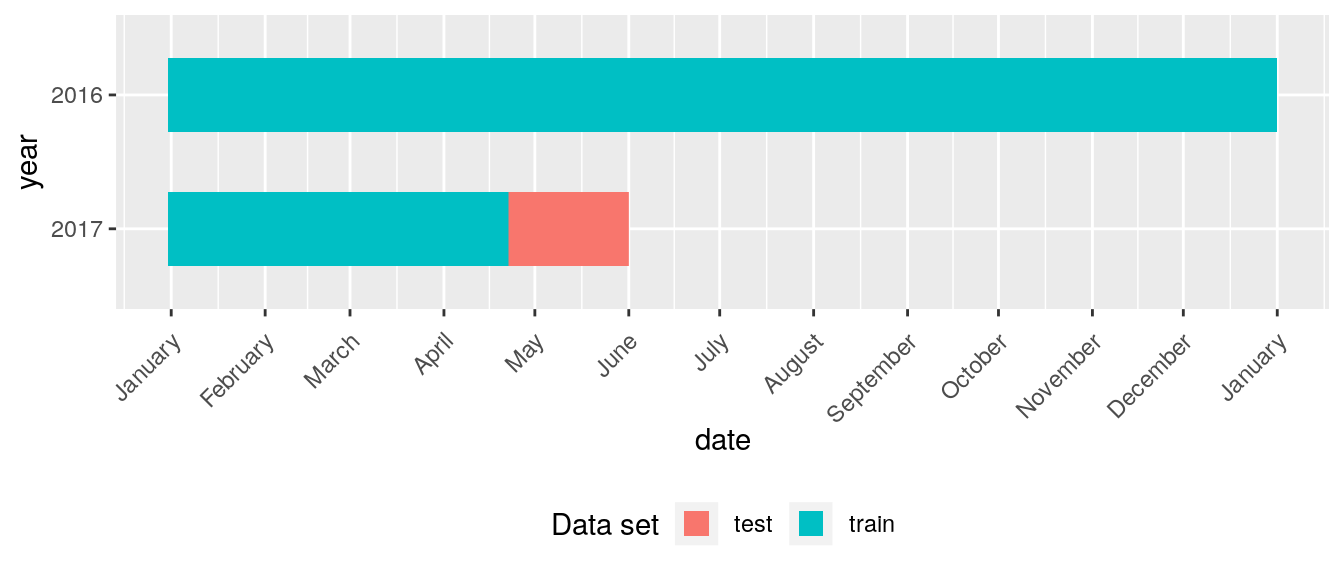 2016
year
2017
January February March April May June July August September October November December January
date
Data set test train